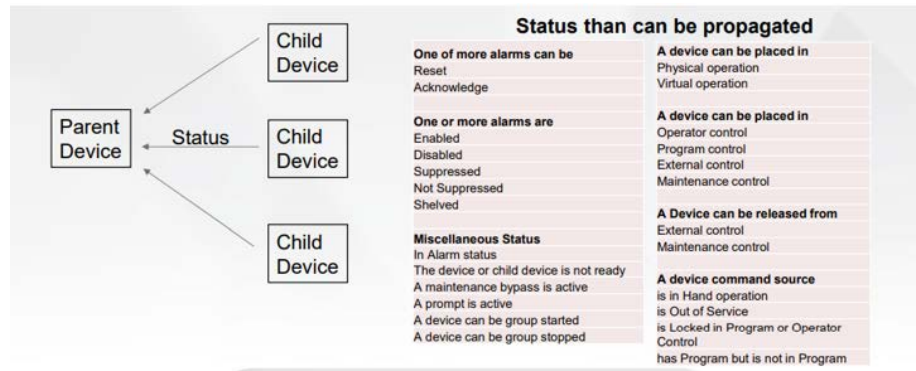 Status than can be propagated
Child
Device
Parent
Device
Status
Child
Device
Child
Device
One of more alarms can be
Reset
Acknowledge
One or more alarms are
Enabled
Disabled
Suppressed
Not Suppressed
Shelved
Miscellaneous Status
In Alarm status
The device or child device is not ready
A maintenance bypass is active
A prompt is active
A device can be group started
A device can be group stopped
A device can be placed in
Physical operation
Virtual operation
A device can be placed in
Operator control
Program control
External control
Maintenance control
A Device can be released from
External control
Maintenance control
A device command source
is in Hand operation
is Out of Service
is Locked in Program or Operator
Control
has Program but is not in Program